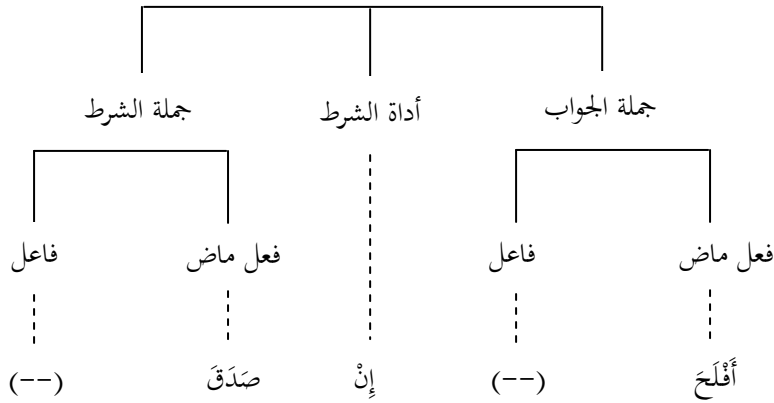 جملة الجواب أداة الشرط جملة الشرط
فعل ماض فاعل فعل ماض فاعل
أَفْلَحَ (--) إِنْ صَدَقَ (--)